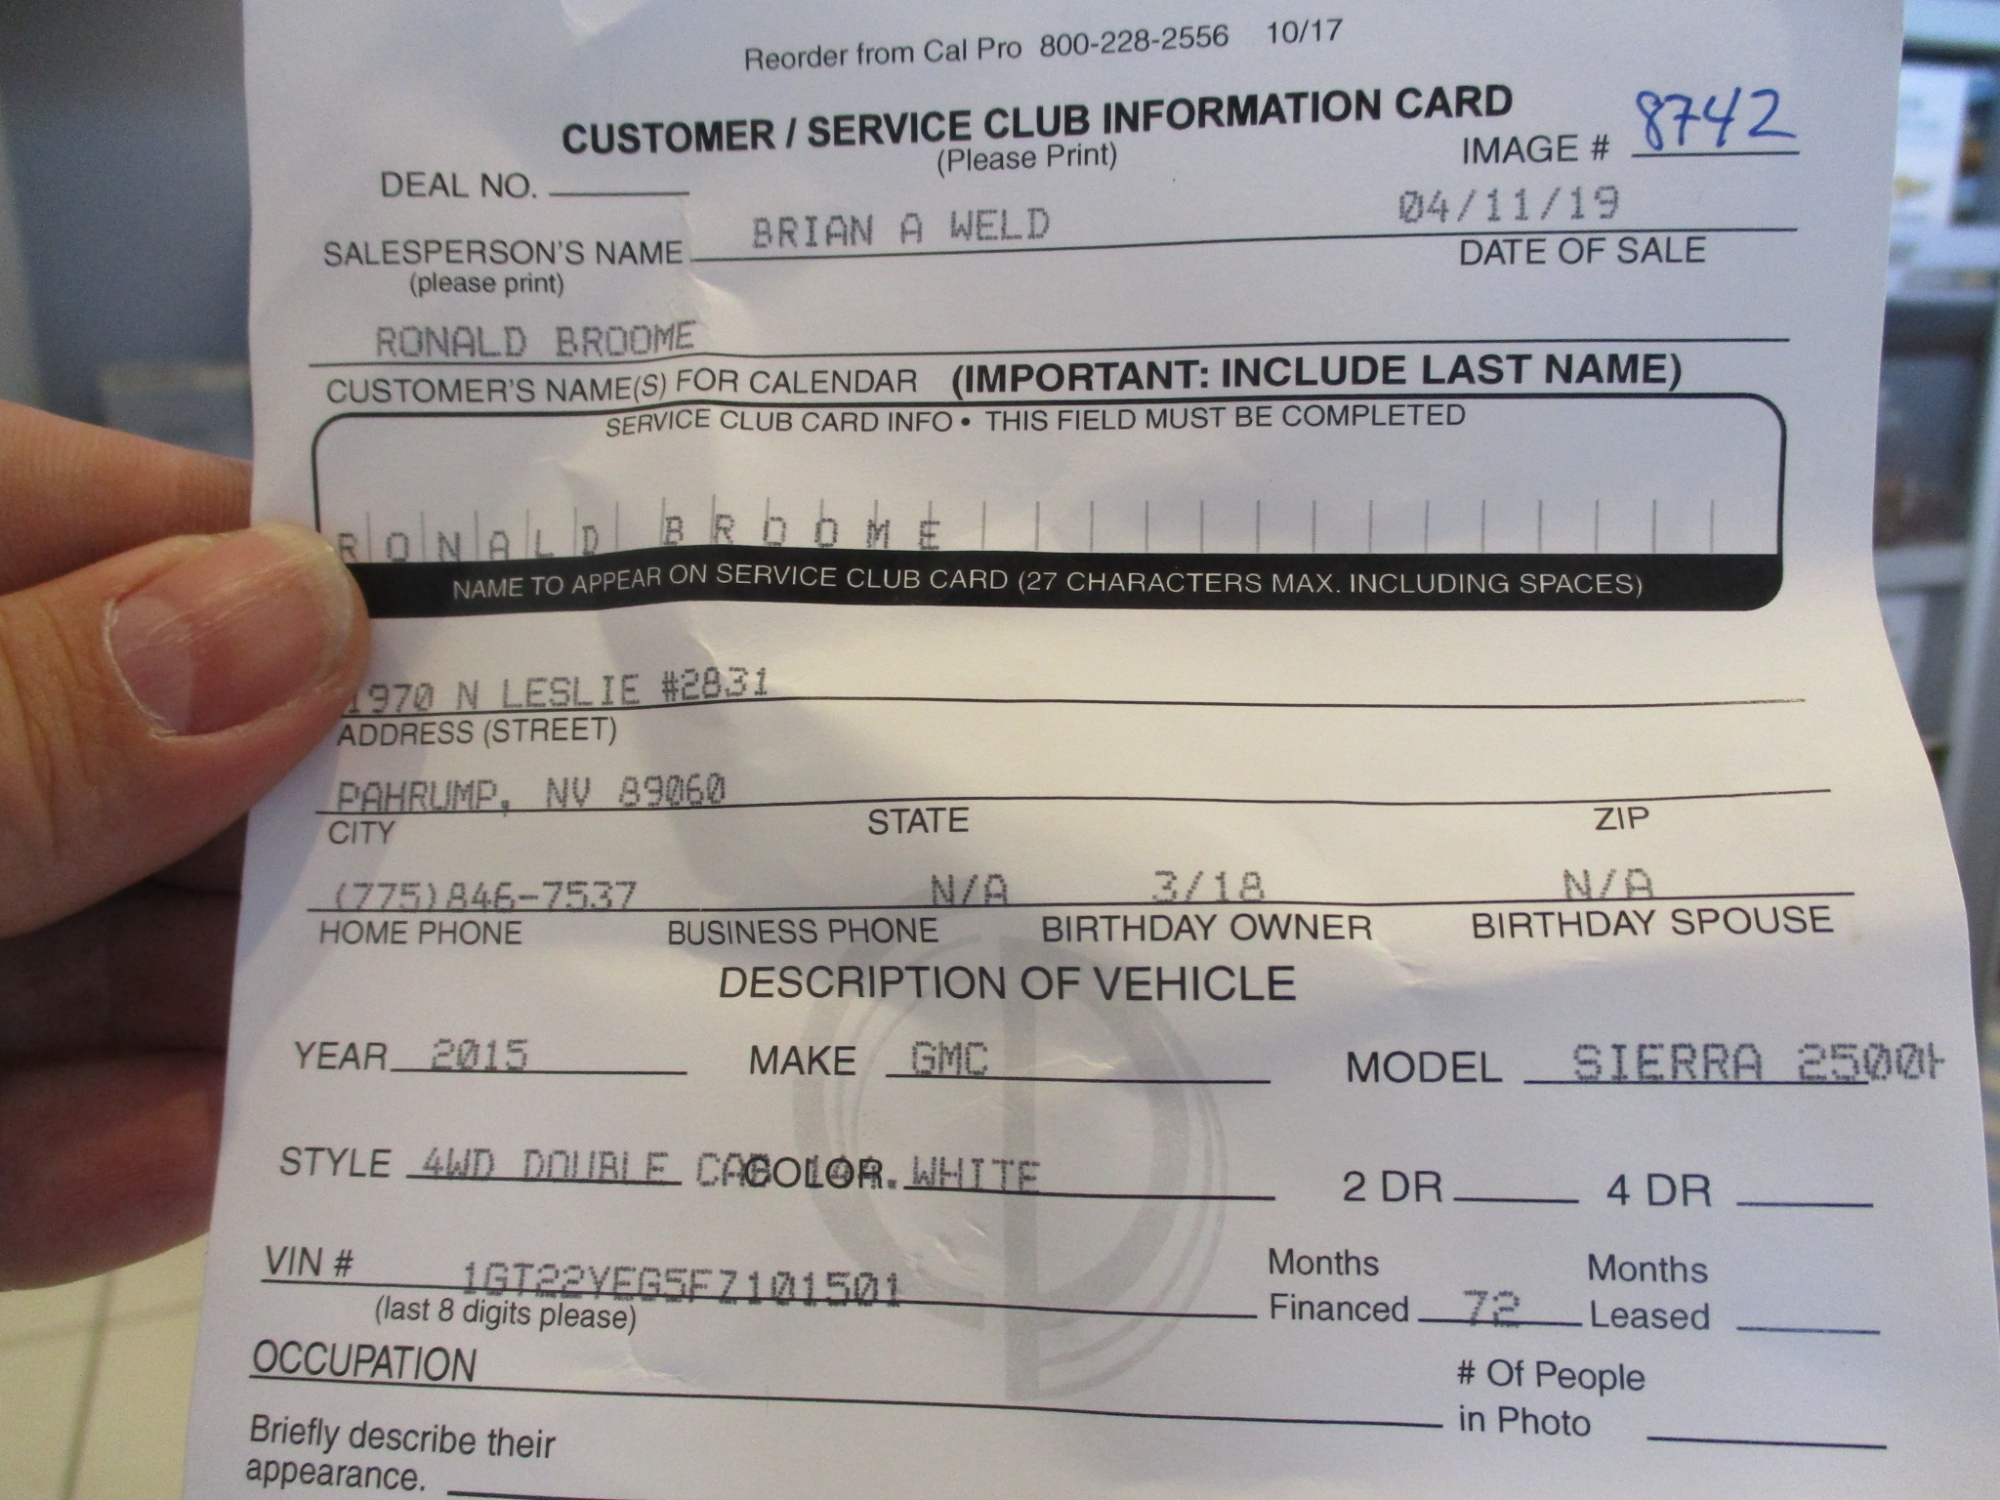 Reorder from Cal Pro 800-228-2556 10/17
CUSTOMER / SERVICE CLUB INFORMATION CARD
(Please Print)
IMAGE # 8742
DEAL NO.
BRIAN A WELD 04/11/19
SALESPERSON'S NAME DATE OF SALE
(please print)
RONALD BROOME
CUSTOMER'S NAME(S) FOR CALENDAR (IMPORTANT: INCLUDE LAST NAME)
SERVICE CLUB CARD INFO • THIS FIELD MUST BE COMPLETED
RONALD BROOME
NAME TO APPEAR ON SERVICE CLUB CARD (27 CHARACTERS MAX. INCLUDING SPACES)
1970 N LESLIE #2831
ADDRESS (STREET)
PAHRUMP, NV 89060
CITY STATE ZIP
(775)846-7537 N/A 3/18 N/A
HOME PHONE BUSINESS PHONE BIRTHDAY OWNER BIRTHDAY SPOUSE
DESCRIPTION OF VEHICLE
YEAR 2015 MAKE GMC MODEL SIERRA 2500H
STYLE 4WD DOUBLE CAB COLOR. WHITE 2 DR 4 DR
VIN # 1GT22YEG5FZ101501
(last 8 digits please)
Months Financed 72
Months Leased
OCCUPATION
# Of People
in Photo
Briefly describe their
appearance.